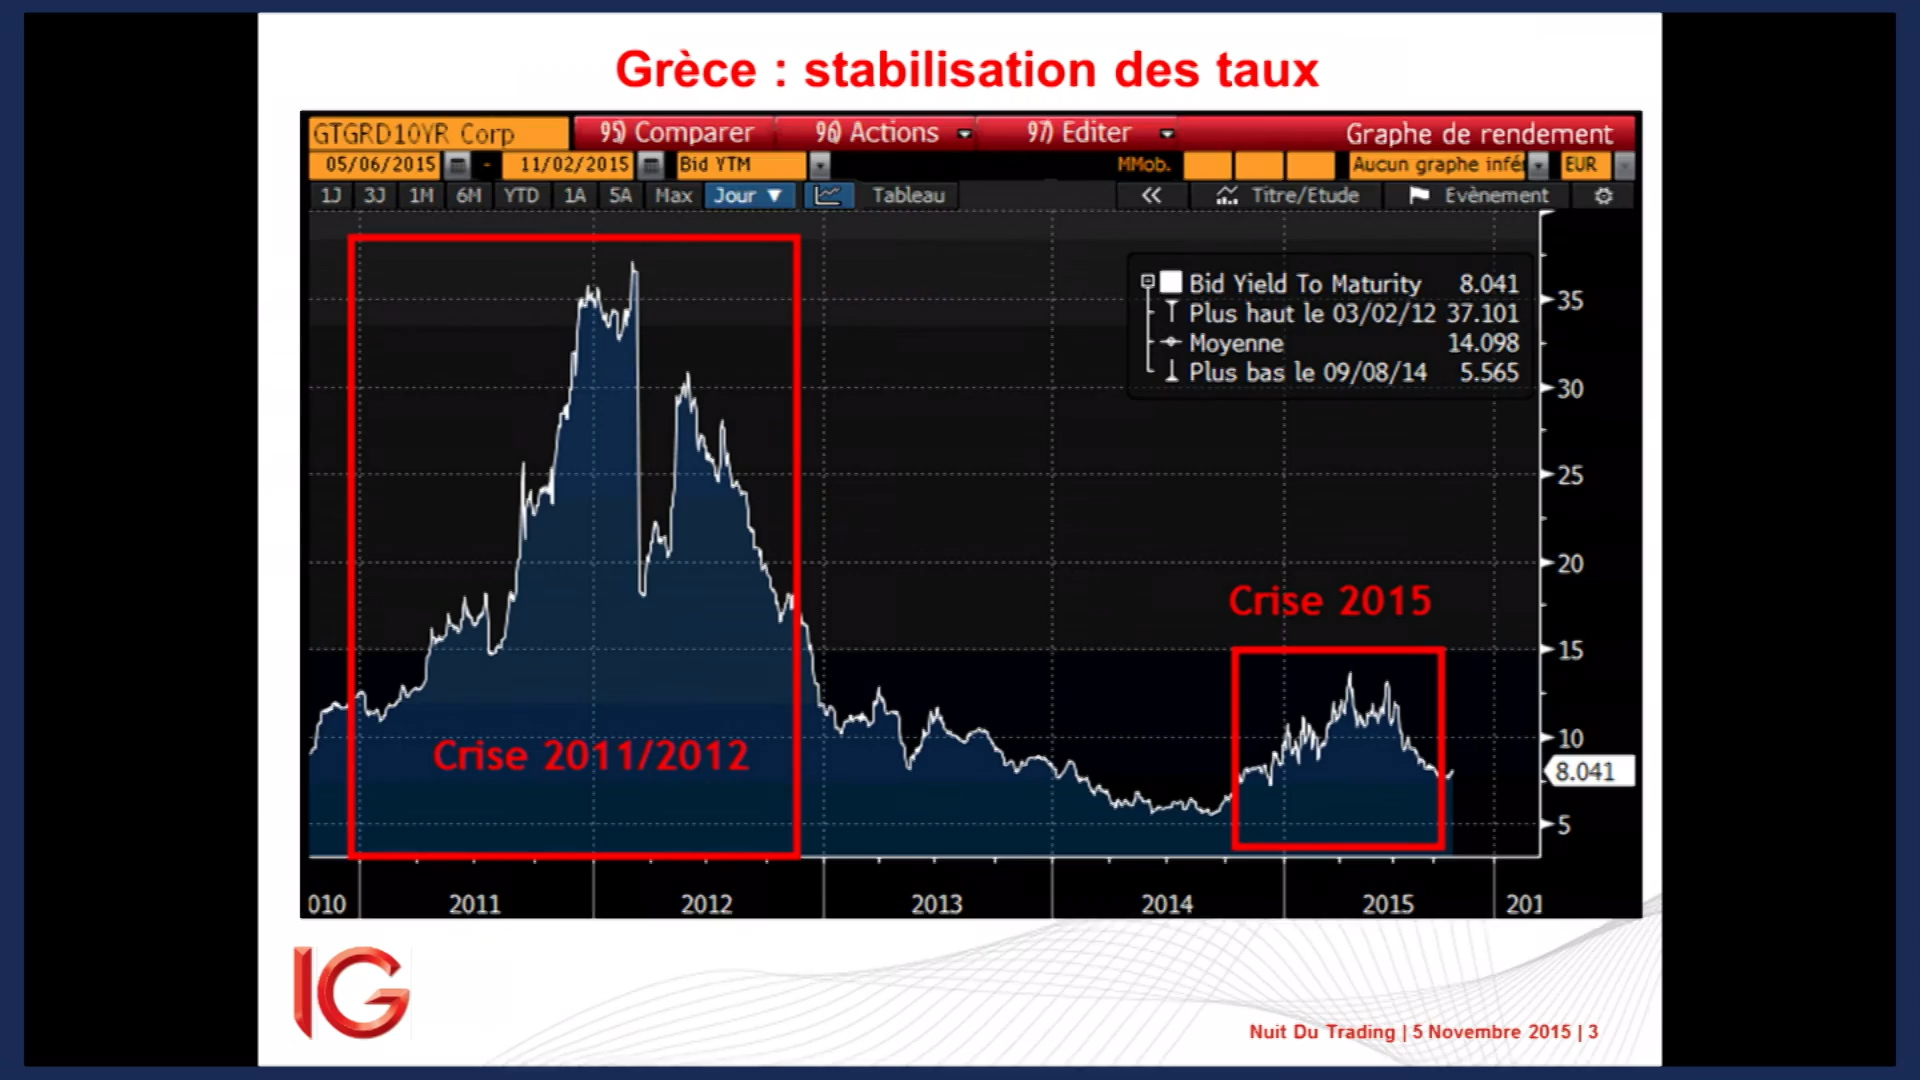 Grèce : stabilisation des taux
GTGRD10YR Corp 95) Comparer 96) Actions 97) Editer Graphe de rendement
05/06/2015 - 11/02/2015 Bid YTM MMob. Aucun graphe infér EUR
1J 3J 1M 6M YTD 1A 5A Max Jour Tableau « Titre/Etude Evènement
Bid Yield To Maturity 8.041
Plus haut le 03/02/12 37.101
Moyenne 14.098
Plus bas le 09/08/14 5.565
35
30
25
20
Crise 2015
15
10
Crise 2011/2012
8.041
5
010 2011 2012 2013 2014 2015 201
IG
Nuit Du Trading | 5 Novembre 2015 | 3